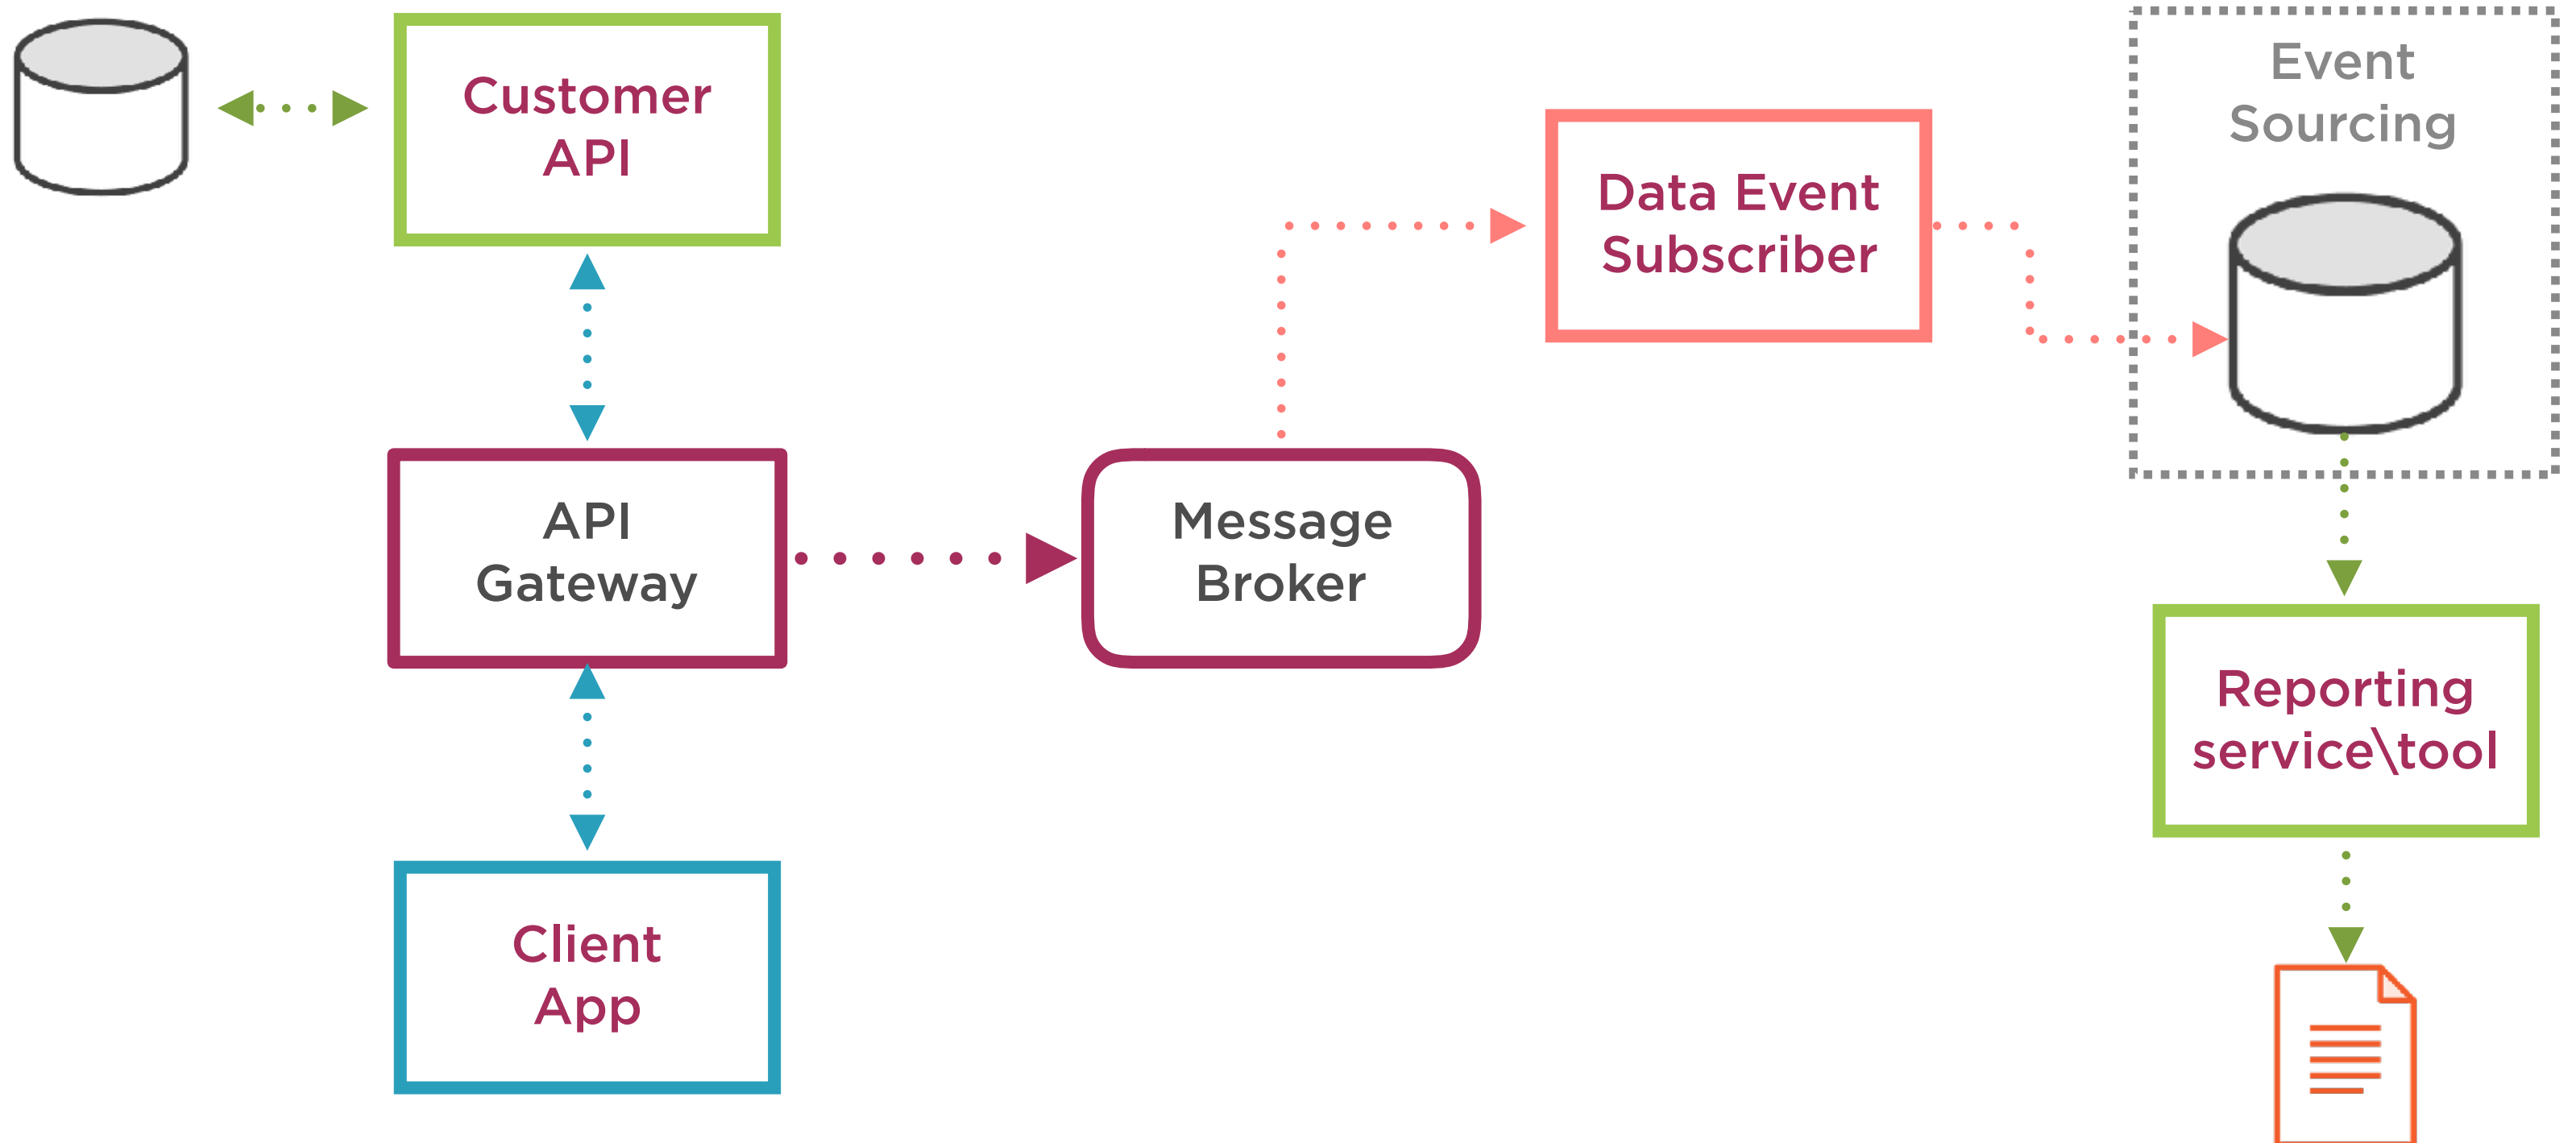 Customer
API
Event
Sourcing
Data Event
Subscriber
API
Gateway
Message
Broker
Reporting
service\tool
Client
App